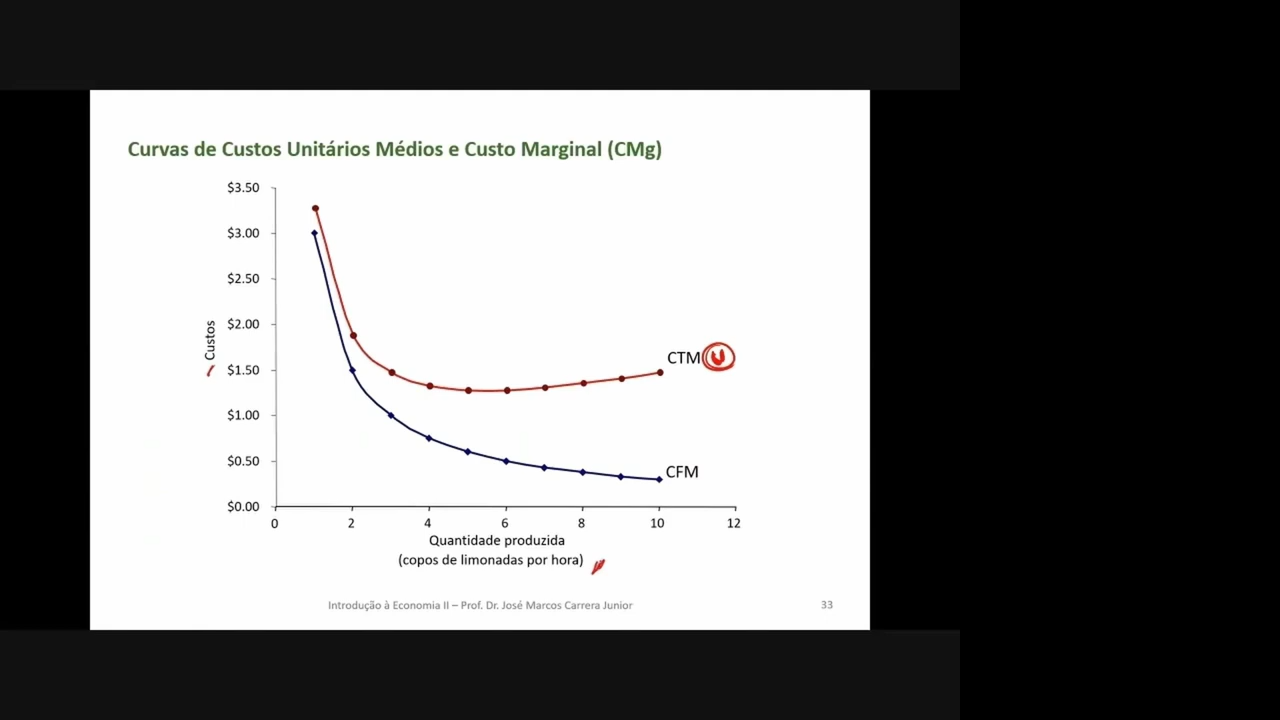 Curvas de Custos Unitários Médios e Custo Marginal (CMg)
$3.50
$3.00
$2.50
$2.00
$1.50
$1.00
$0.50
$0.00
Custos
CTM
U
CFM
0 2 4 6 8 10 12
Quantidade produzida
(copos de limonadas por hora)
Introdução à Economia II – Prof. Dr. José Marcos Carrera Junior
33